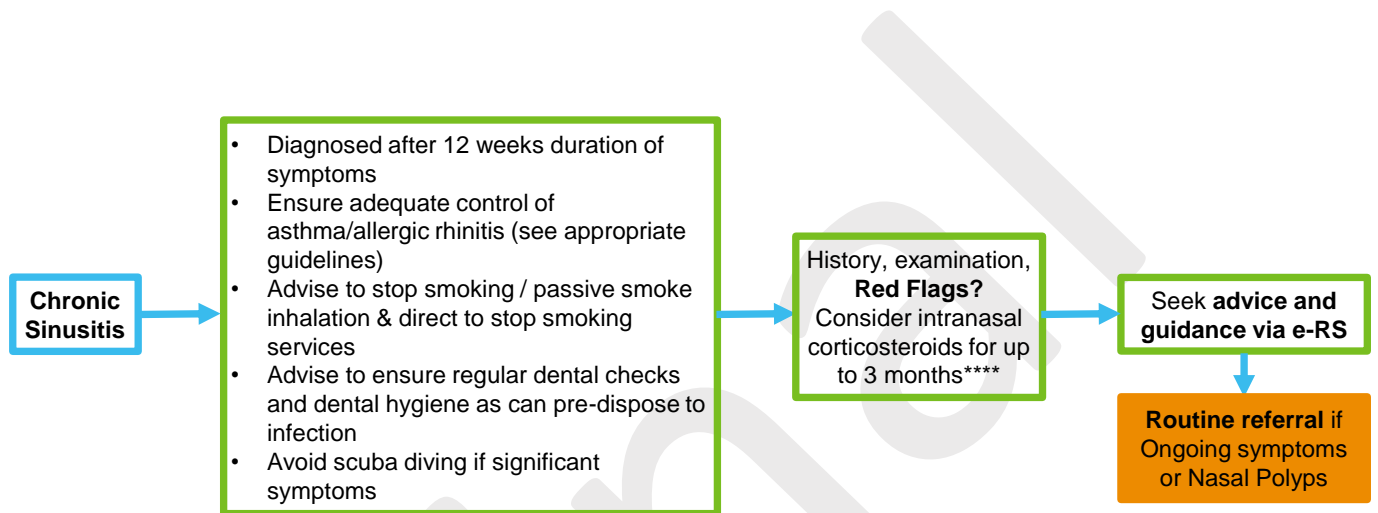 Chronic
Sinusitis
• Diagnosed after 12 weeks duration of
symptoms
• Ensure adequate control of
asthma/allergic rhinitis (see appropriate
guidelines)
• Advise to stop smoking / passive smoke
inhalation & direct to stop smoking
services
• Advise to ensure regular dental checks
and dental hygiene as can pre-dispose to
infection
• Avoid scuba diving if significant
symptoms
History, examination,
Red Flags?
Consider intranasal
corticosteroids for up
to 3 months****
Seek advice and
guidance via e-RS
Routine referral if
Ongoing symptoms
or Nasal Polyps